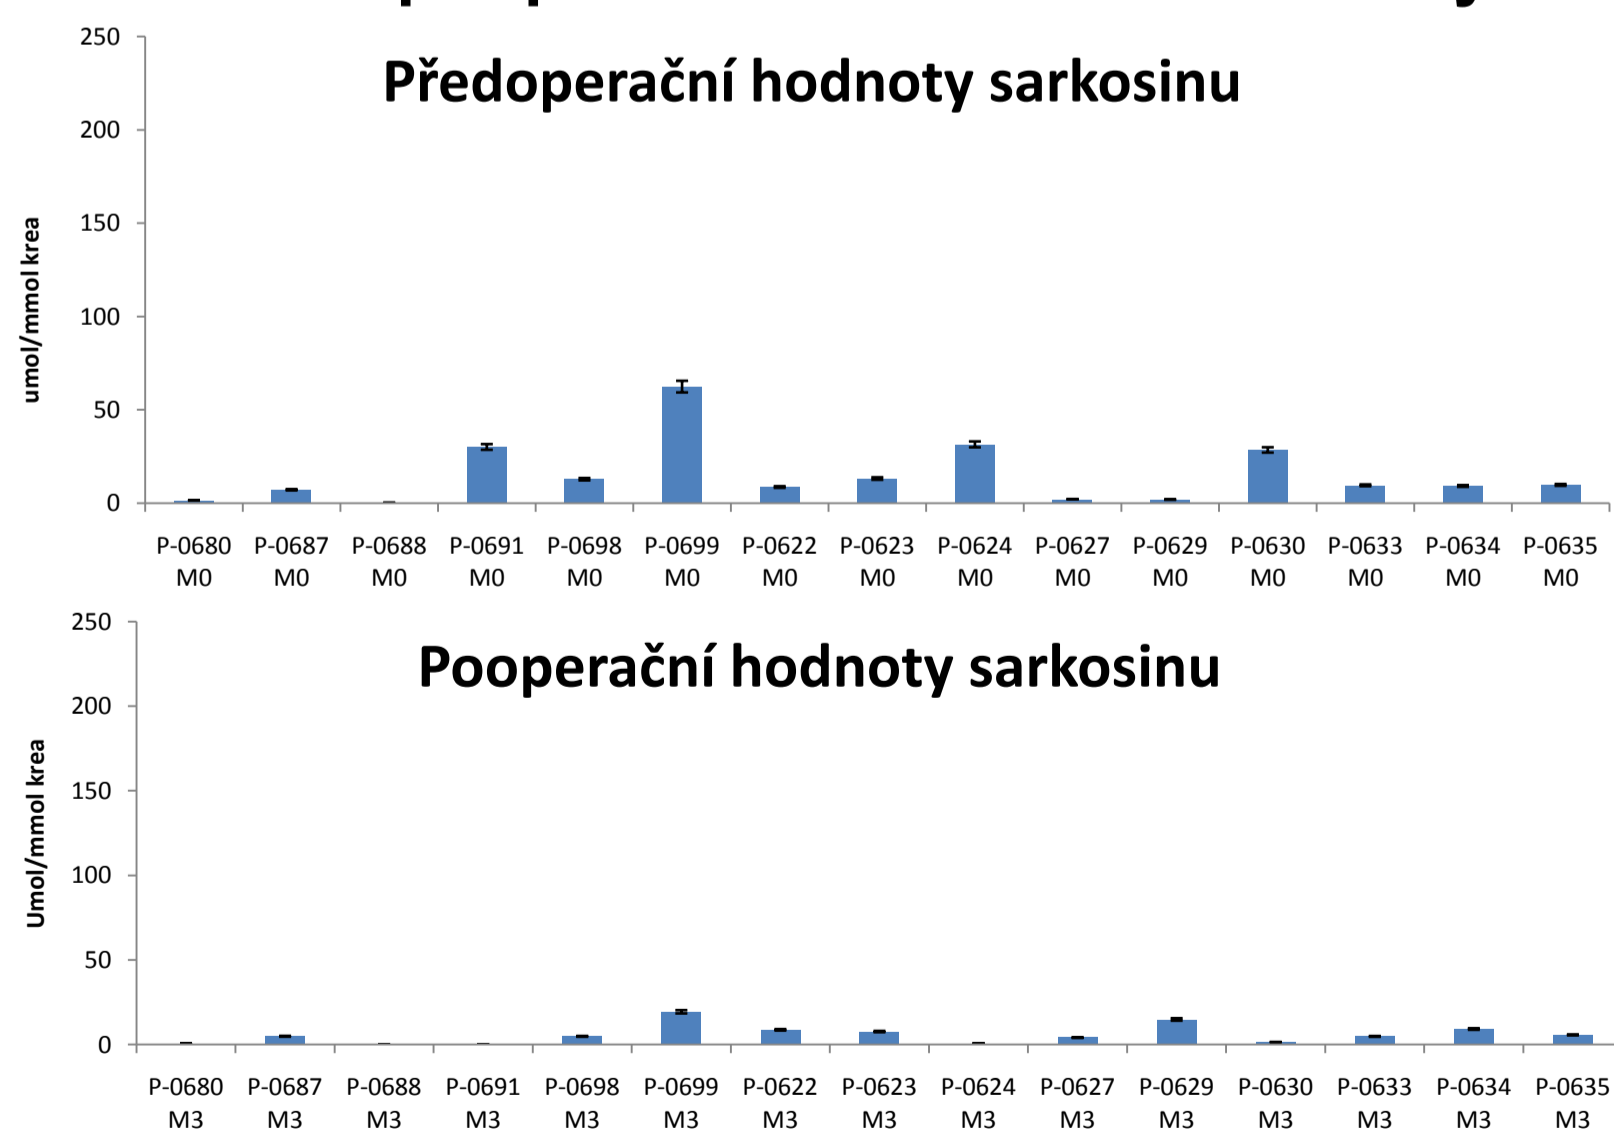 250
Předoperační hodnoty sarkosinu
200
150
100
50
0
umol/mmol krea
P-0680 P-0687 P-0688 P-0691 P-0698 P-0699 P-0622 P-0623 P-0624 P-0627 P-0629 P-0630 P-0633 P-0634 P-0635
M0 M0 M0 M0 M0 M0 M0 M0 M0 M0 M0 M0 M0 M0 M0
250
Pooperační hodnoty sarkosinu
200
150
100
50
0
Umol/mmol krea
P-0680 P-0687 P-0688 P-0691 P-0698 P-0699 P-0622 P-0623 P-0624 P-0627 P-0629 P-0630 P-0633 P-0634 P-0635
M3 M3 M3 M3 M3 M3 M3 M3 M3 M3 M3 M3 M3 M3 M3